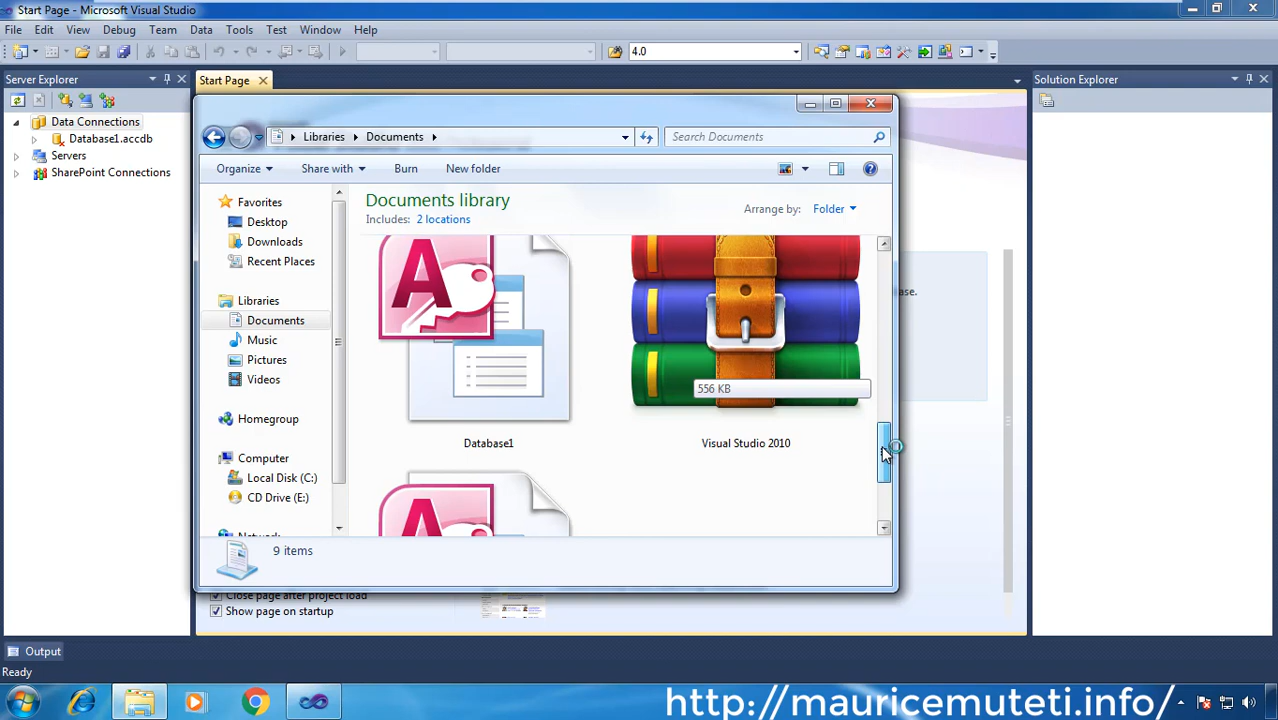 Start Page - Microsoft Visual Studio
File Edit View Debug Team Data Tools Test Window Help
4.0
Server Explorer
Start Page
Solution Explorer
Data Connections
Database1.accdb
Servers
SharePoint Connections
Libraries Documents
Search Documents
Organize Share with Burn New folder
Documents library
Includes: 2 locations
Arrange by: Folder
Favorites
Desktop
Downloads
Recent Places
Libraries
Documents
Music
Pictures
Videos
Homegroup
Computer
Local Disk (C:)
CD Drive (E:)
Network
A
556 KB
Database1
Visual Studio 2010
A
9 items
ase.
Close page after project load
Show page on startup
Output
Ready
http://mauricemuteti.info/